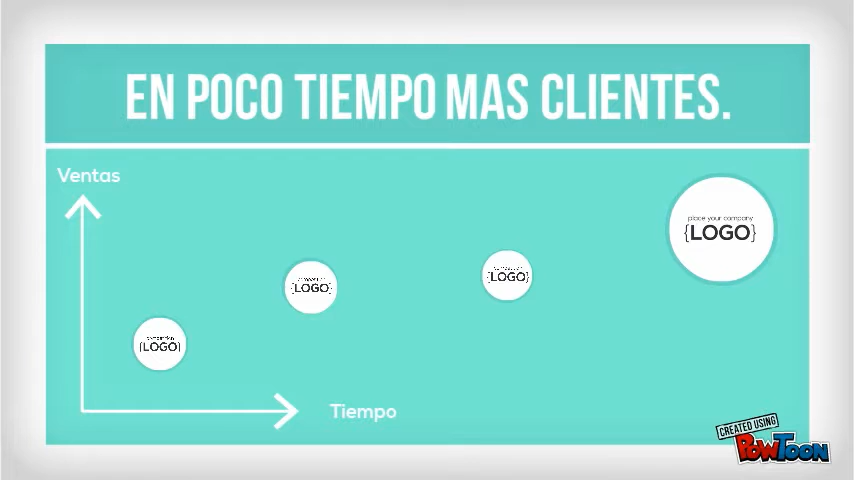 EN POCO TIEMPO MAS CLIENTES.
Ventas
place your company
{LOGO}
{LOGO}
{LOGO}
{LOGO}
Tiempo
CREATED USING
POWTOON